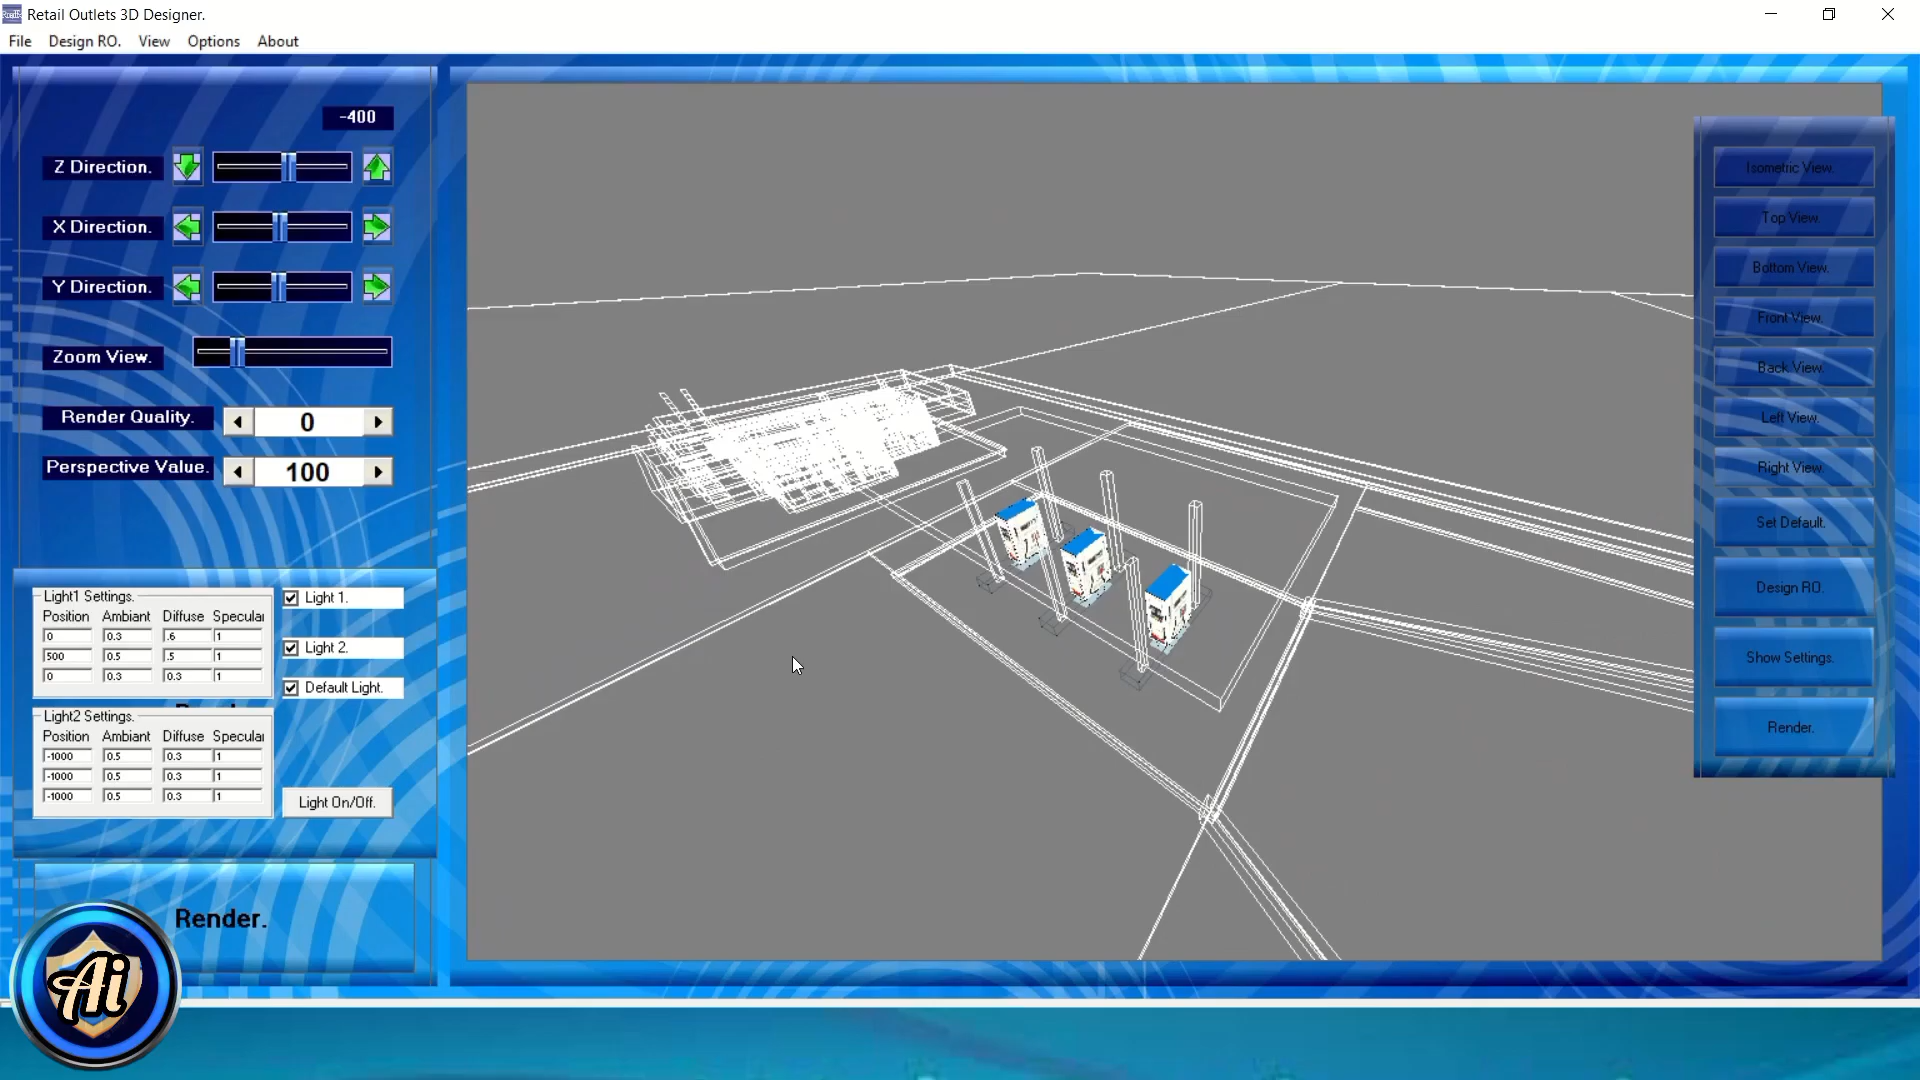 Retail Outlets 3D Designer.
File Design RO. View Options About
-400
Z Direction.
X Direction.
Y Direction.
Zoom View.
Render Quality. 0
Perspective Value. 100
Light1 Settings.
Position Ambiant Diffuse Specular
0 0.3 .6 1
500 0.5 .5 1
0 0.3 0.3 1
Light 1.
Light 2.
Default Light.
Light2 Settings.
Position Ambiant Diffuse Specular
-1000 0.5 0.3 1
-1000 0.5 0.3 1
-1000 0.5 0.3 1
Light On/Off.
Render.
Ai
Isometric View.
Top View.
Bottom View.
Front View.
Back View.
Left View.
Right View.
Set Default.
Design RO.
Show Settings.
Render.